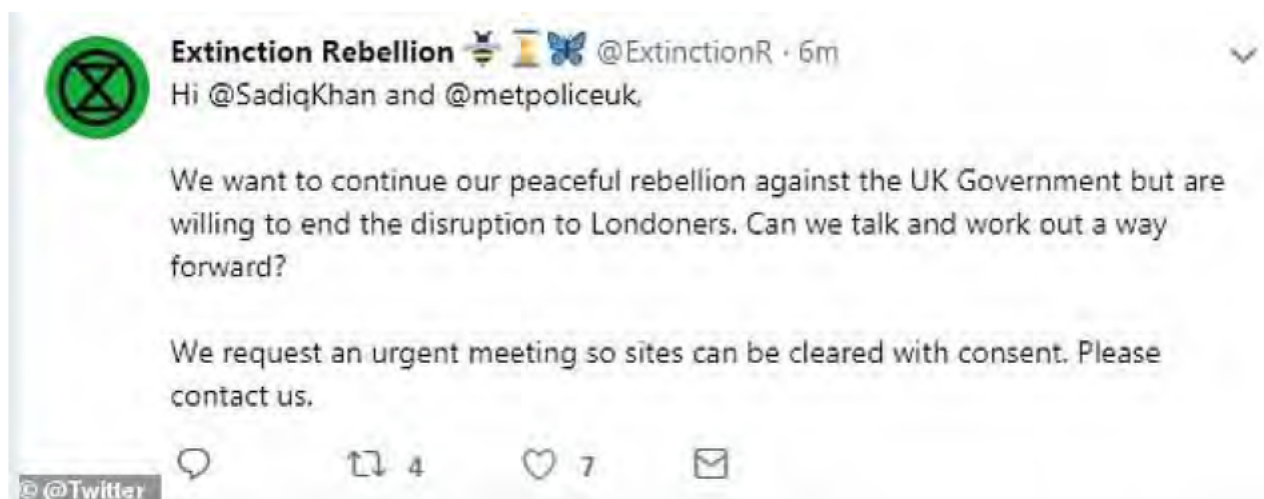 Extinction Rebellion 🐝⏳🦋 @ExtinctionR · 6m
Hi @SadiqKhan and @metpoliceuk,
We want to continue our peaceful rebellion against the UK Government but are
willing to end the disruption to Londoners. Can we talk and work out a way
forward?
We request an urgent meeting so sites can be cleared with consent. Please
contact us.
4 7
© @Twitter